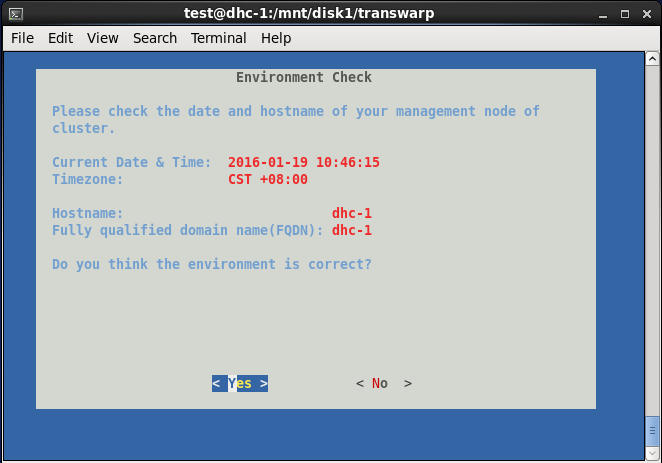 test@dhc-1:/mnt/disk1/transwarp
File Edit View Search Terminal Help
Environment Check
Please check the date and hostname of your management node of
cluster.
Current Date & Time: 2016-01-19 10:46:15
Timezone: CST +08:00
Hostname: dhc-1
Fully qualified domain name(FQDN): dhc-1
Do you think the environment is correct?
< Yes > < No >